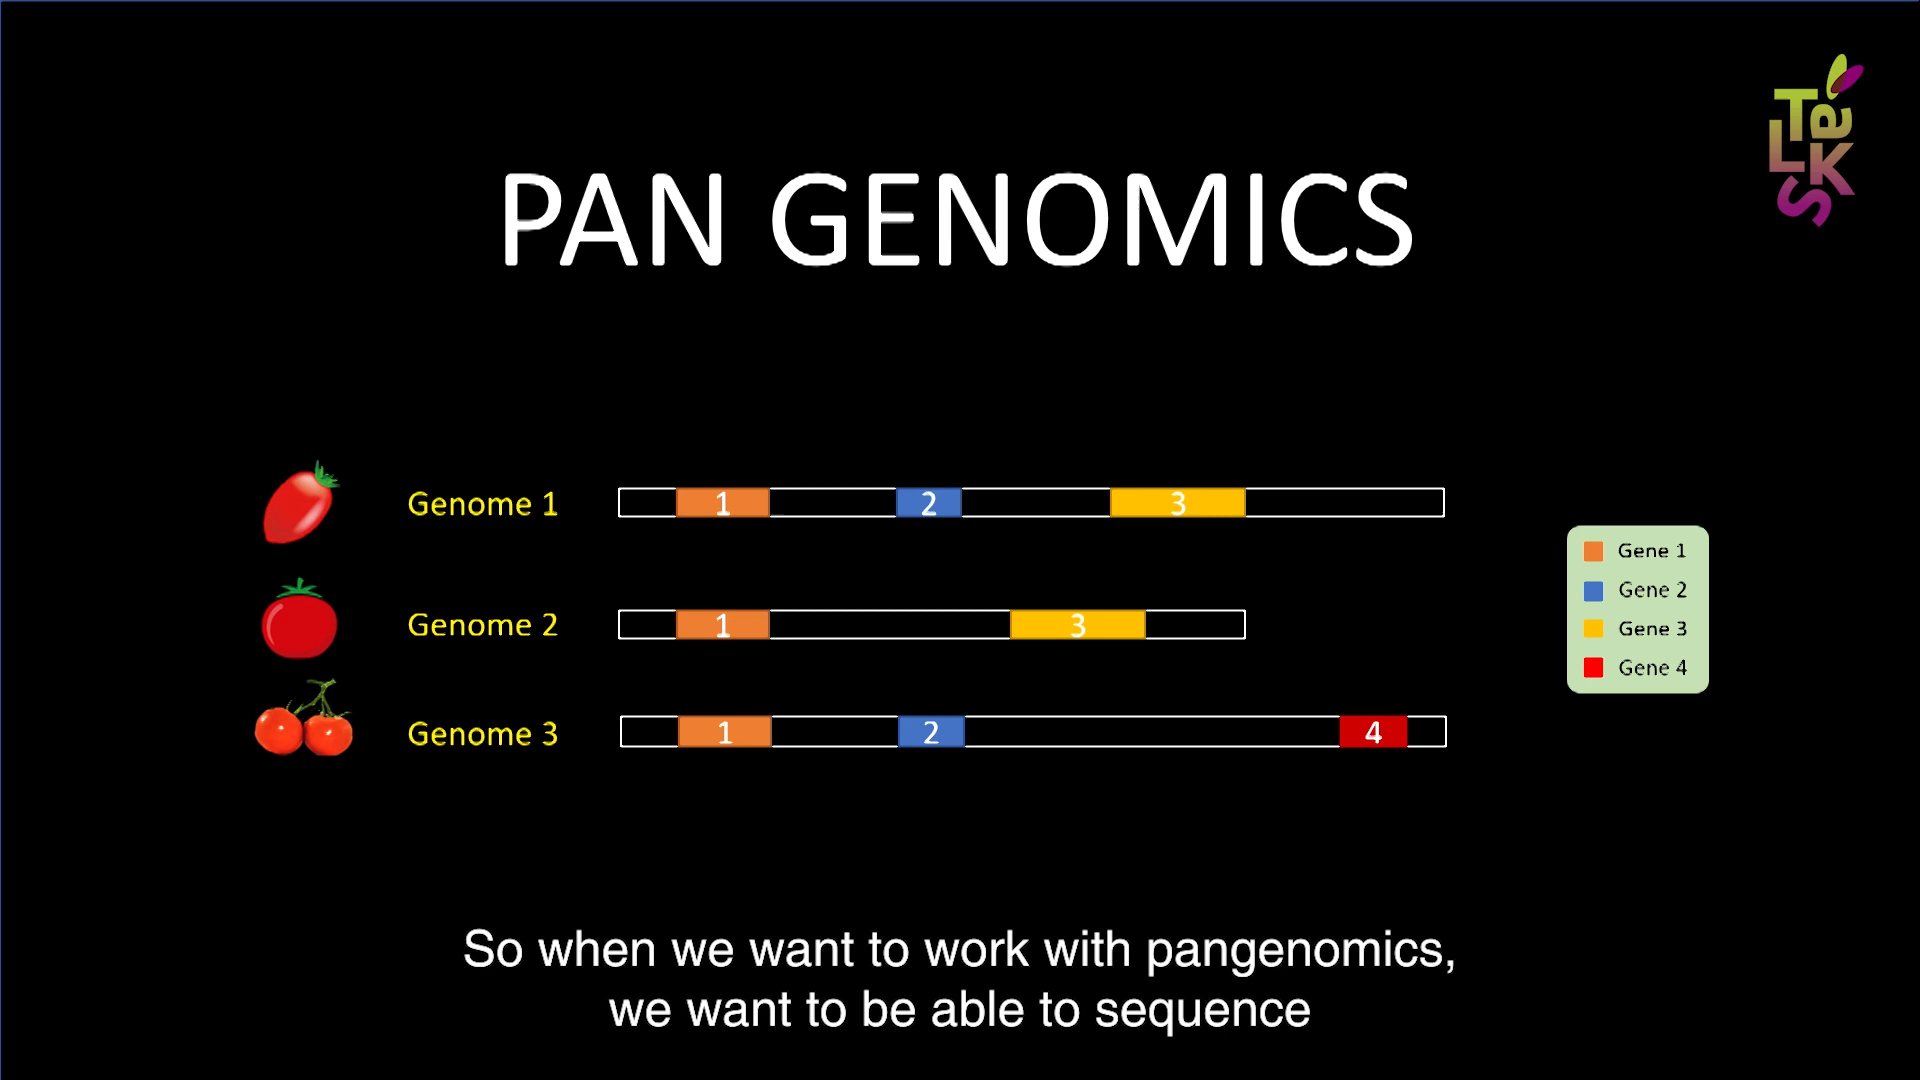 TaLKS
PAN GENOMICS
Genome 1 1 2 3
Genome 2 1 3
Genome 3 1 2 4
Gene 1
Gene 2
Gene 3
Gene 4
So when we want to work with pangenomics,
we want to be able to sequence